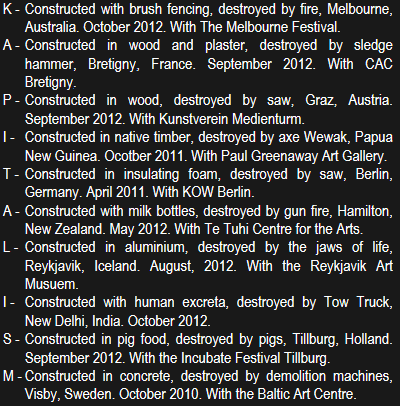 K - Constructed with brush fencing, destroyed by fire, Melbourne,
Australia. October 2012. With The Melbourne Festival.
A - Constructed in wood and plaster, destroyed by sledge
hammer, Bretigny, France. September 2012. With CAC
Bretigny.
P - Constructed in wood, destroyed by saw, Graz, Austria.
September 2012. With Kunstverein Medienturm.
I - Constructed in native timber, destroyed by axe Wewak, Papua
New Guinea. Ocotber 2011. With Paul Greenaway Art Gallery.
T - Constructed in insulating foam, destroyed by saw, Berlin,
Germany. April 2011. With KOW Berlin.
A - Constructed with milk bottles, destroyed by gun fire, Hamilton,
New Zealand. May 2012. With Te Tuhi Centre for the Arts.
L - Constructed in aluminium, destroyed by the jaws of life,
Reykjavik, Iceland. August, 2012. With the Reykjavik Art
Musuem.
I - Constructed with human excreta, destroyed by Tow Truck,
New Delhi, India. October 2012.
S - Constructed in pig food, destroyed by pigs, Tillburg, Holland.
September 2012. With the Incubate Festival Tillburg.
M - Constructed in concrete, destroyed by demolition machines,
Visby, Sweden. October 2010. With the Baltic Art Centre.